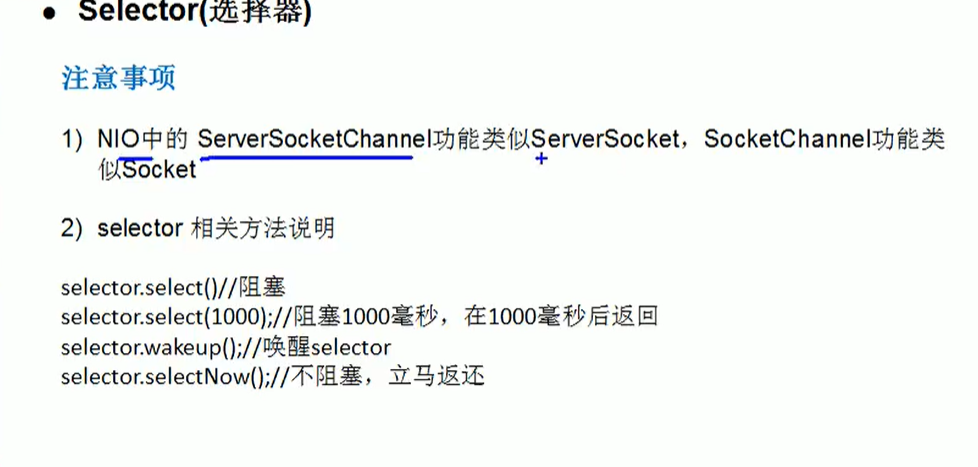 ● Selector(选择器)
注意事项
1) NIO中的 ServerSocketChannel功能类似ServerSocket，SocketChannel功能类
似Socket
2) selector 相关方法说明
selector.select()//阻塞
selector.select(1000);//阻塞1000毫秒，在1000毫秒后返回
selector.wakeup();//唤醒selector
selector.selectNow();//不阻塞，立马返还